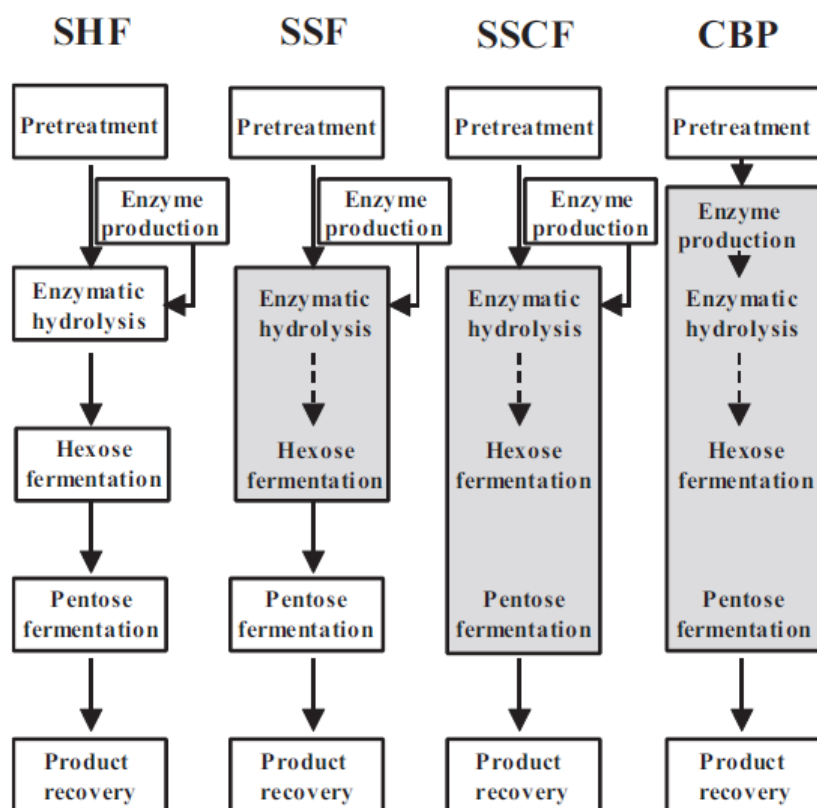 SHF
SSF
SSCF
CBP
Pretreatment
Pretreatment
Pretreatment
Pretreatment
Enzyme
production
Enzyme
production
Enzyme
production
Enzyme
production
Enzymatic
hydrolysis
Enzymatic
hydrolysis
Enzymatic
hydrolysis
Enzymatic
hydrolysis
Hexose
fermentation
Hexose
fermentation
Hexose
fermentation
Hexose
fermentation
Pentose
fermentation
Pentose
fermentation
Pentose
fermentation
Pentose
fermentation
Product
recovery
Product
recovery
Product
recovery
Product
recovery